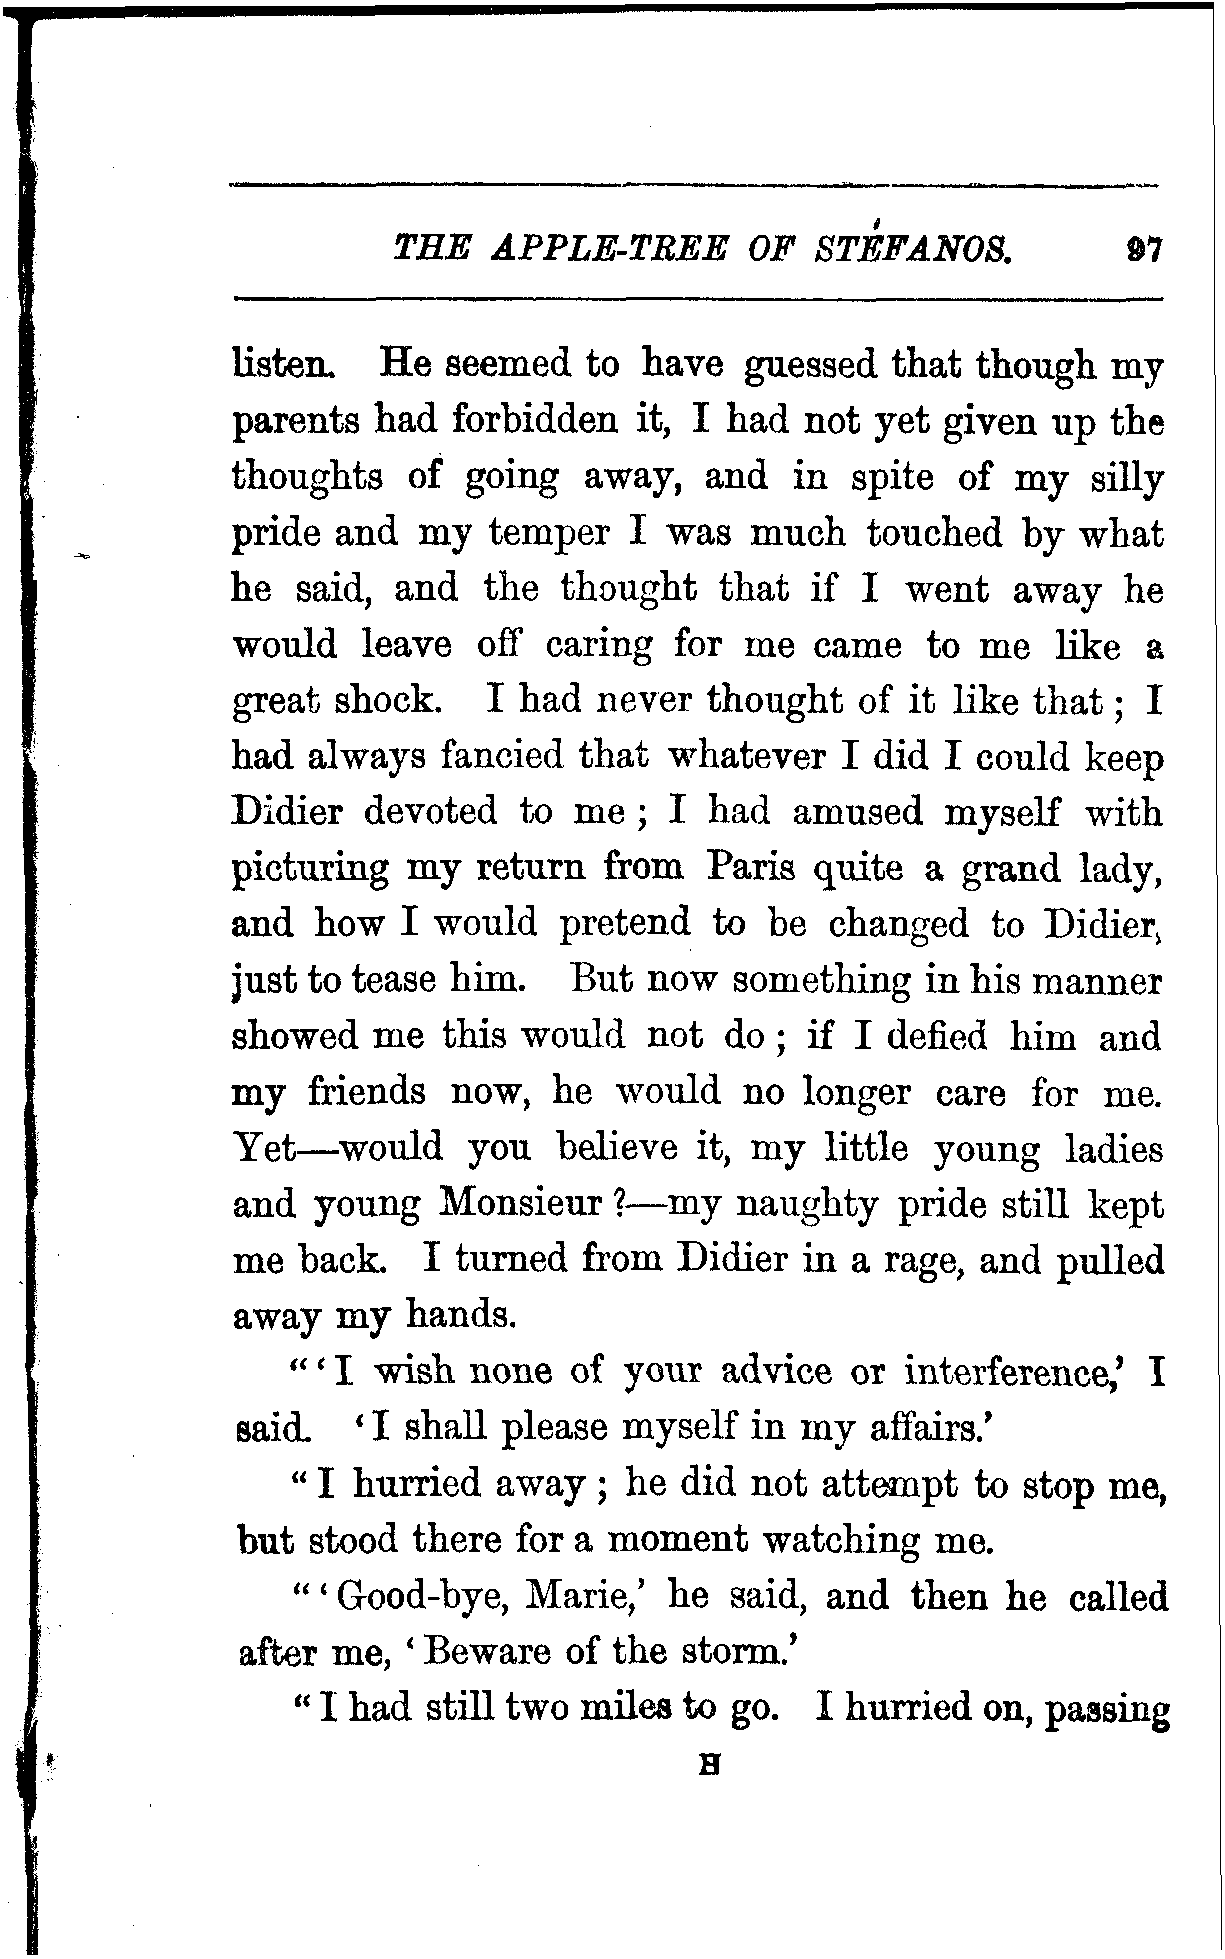 THE APPLE-TREE OF STÉFANOS. 97
listen. He seemed to have guessed that though my
parents had forbidden it, I had not yet given up the
thoughts of going away, and in spite of my silly
pride and my temper I was much touched by what
he said, and the thought that if I went away he
would leave off caring for me came to me like a
great shock. I had never thought of it like that; I
had always fancied that whatever I did I could keep
Didier devoted to me; I had amused myself with
picturing my return from Paris quite a grand lady,
and how I would pretend to be changed to Didier,
just to tease him. But now something in his manner
showed me this would not do; if I defied him and
my friends now, he would no longer care for me.
Yet—would you believe it, my little young ladies
and young Monsieur?—my naughty pride still kept
me back. I turned from Didier in a rage, and pulled
away my hands.
"'I wish none of your advice or interference,' I
said. 'I shall please myself in my affairs.'
"I hurried away; he did not attempt to stop me,
but stood there for a moment watching me.
"'Good-bye, Marie,' he said, and then he called
after me, 'Beware of the storm.'
"I had still two miles to go. I hurried on, passing
H